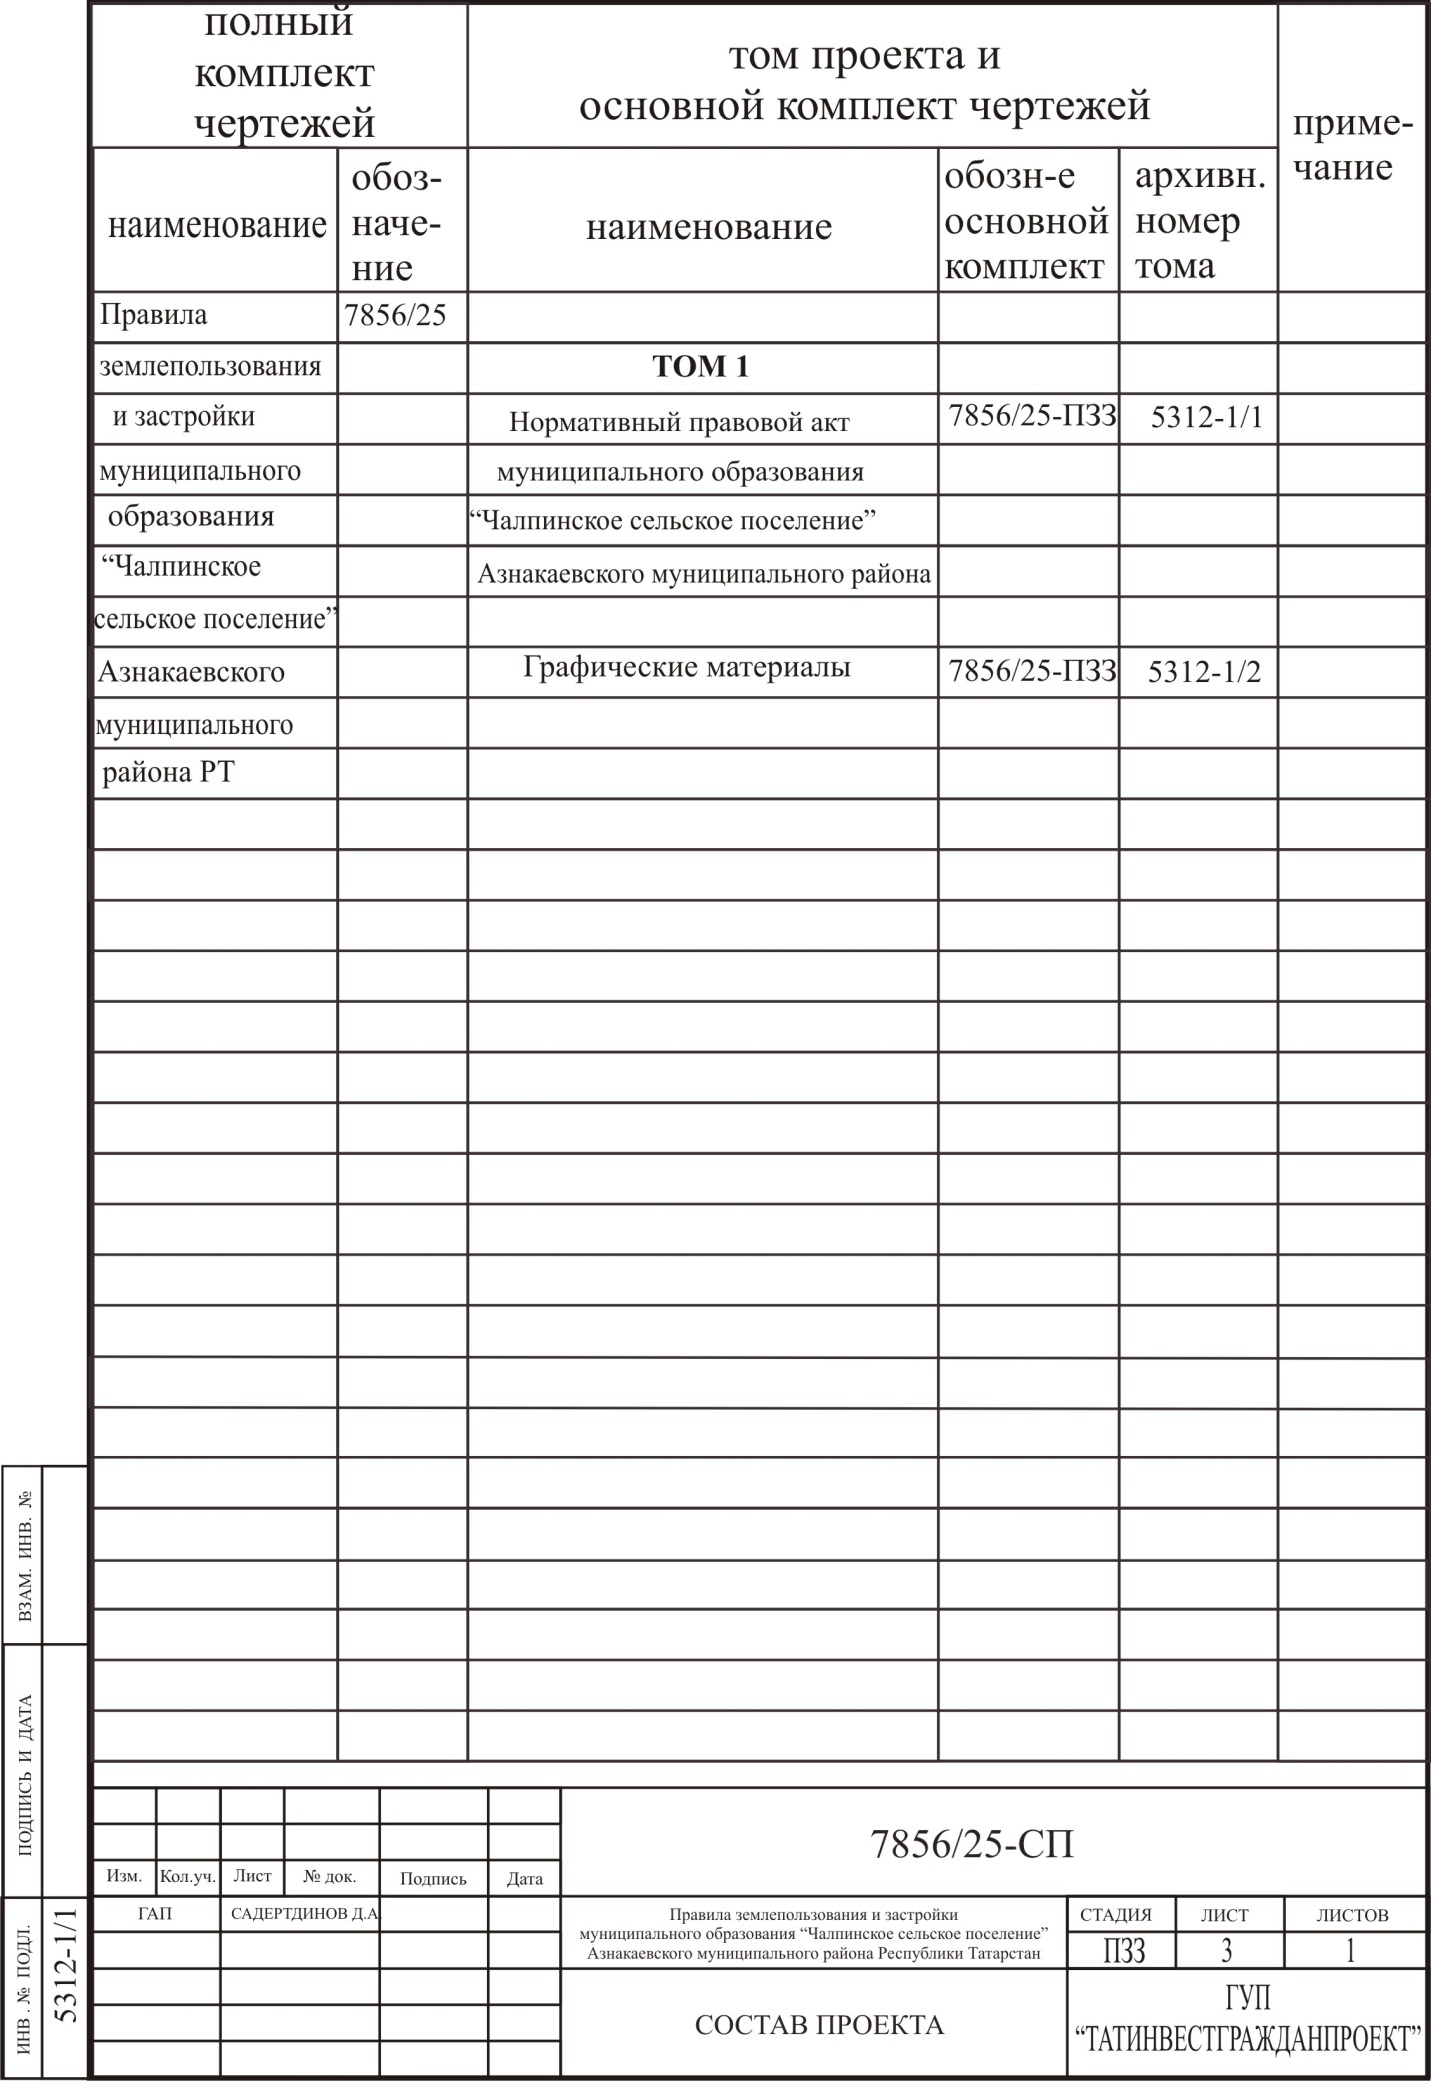 полный
комплект
чертежей
том проекта и
основной комплект чертежей
приме-
чание
наименование
обоз-
наче-
ние
наименование
обозн-е
основной
комплект
архивн.
номер
тома
Правила 7856/25
землепользования ТОМ 1
и застройки Нормативный правовой акт 7856/25-ПЗЗ 5312-1/1
муниципального муниципального образования
образования “Чалпинское сельское поселение”
“Чалпинское Азнакаевского муниципального района
сельское поселение”
Азнакаевского Графические материалы 7856/25-ПЗЗ 5312-1/2
муниципального
района РТ
ВЗАМ. ИНВ. №
ПОДПИСЬ И ДАТА
ИНВ . № ПОДЛ.
5312-1/1
7856/25-СП
Изм. Кол.уч. Лист № док. Подпись Дата
ГАП САДЕРТДИНОВ Д.А.
Правила землепользования и застройки
муниципального образования “Чалпинское сельское поселение”
Азнакаевского муниципального района Республики Татарстан
СТАДИЯ ЛИСТ ЛИСТОВ
ПЗЗ 3 1
СОСТАВ ПРОЕКТА
ГУП
“ТАТИНВЕСТГРАЖДАНПРОЕКТ”